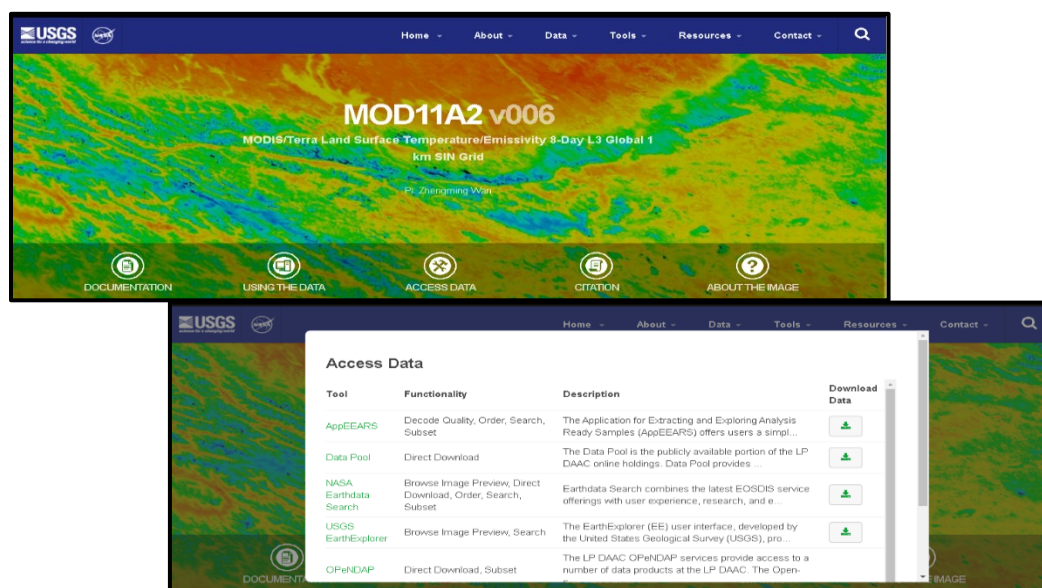 USGS
science for a changing world
NASA
Home About Data Tools Resources Contact
MOD11A2 v006
MODIS/Terra Land Surface Temperature/Emissivity 8-Day L3 Global 1
km SIN Grid
PI: Zhengming Wan
DOCUMENTATION USING THE DATA ACCESS DATA CITATION ABOUT THE IMAGE
USGS
Home About Data Tools Resources Contact
Access Data
Tool Functionality Description Download
Data
AppEEARS Decode Quality, Order, Search,
Subset The Application for Extracting and Exploring Analysis
Ready Samples (AppEEARS) offers users a simpl...
Data Pool Direct Download The Data Pool is the publicly available portion of the LP
DAAC online holdings. Data Pool provides ...
NASA
Earthdata
Search Browse Image Preview, Direct
Download, Order, Search,
Subset Earthdata Search combines the latest EOSDIS service
offerings with user experience, research, and e...
USGS
EarthExplorer Browse Image Preview, Search The EarthExplorer (EE) user interface, developed by
the United States Geological Survey (USGS), pro...
OPeNDAP Direct Download, Subset The LP DAAC OPeNDAP services provide access to a
number of data products at the LP DAAC. The Open-
DOCUMENT
IMAGE